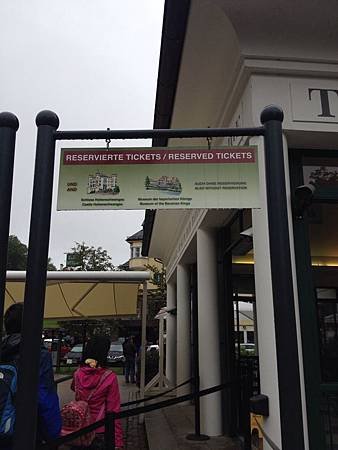 RESERVIERTE TICKETS / RESERVED TICKETS
UND
AND
Schloss Hohenschwangau
Castle Hohenschwangau
Museum der bayerischen Könige
Museum of the Bavarian Kings
AUCH OHNE RESERVIERUNG
ALSO WITHOUT RESERVATION
T